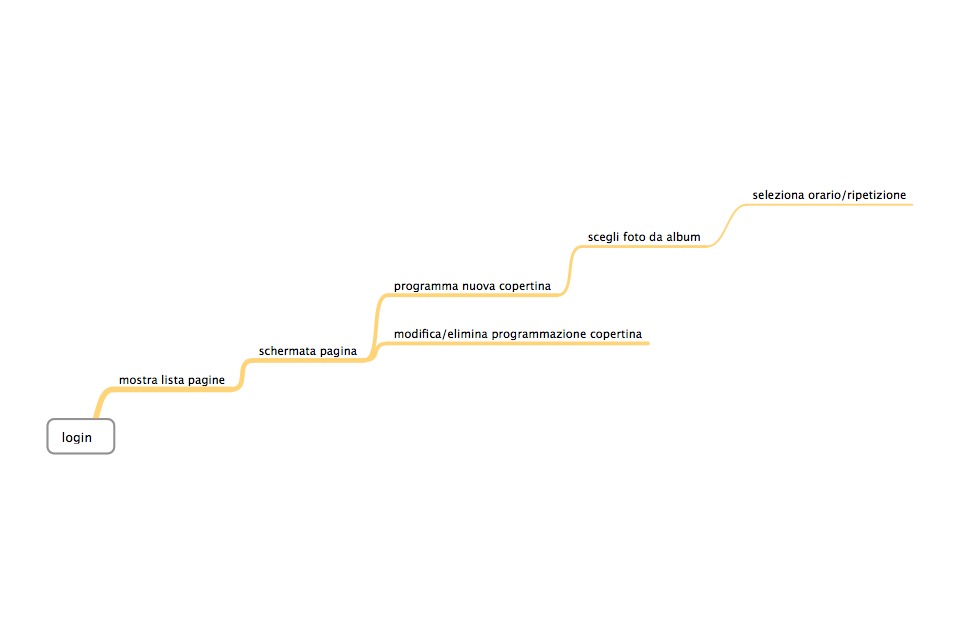 seleziona orario/ripetizione
scegli foto da album
programma nuova copertina
modifica/elimina programmazione copertina
schermata pagina
mostra lista pagine
login